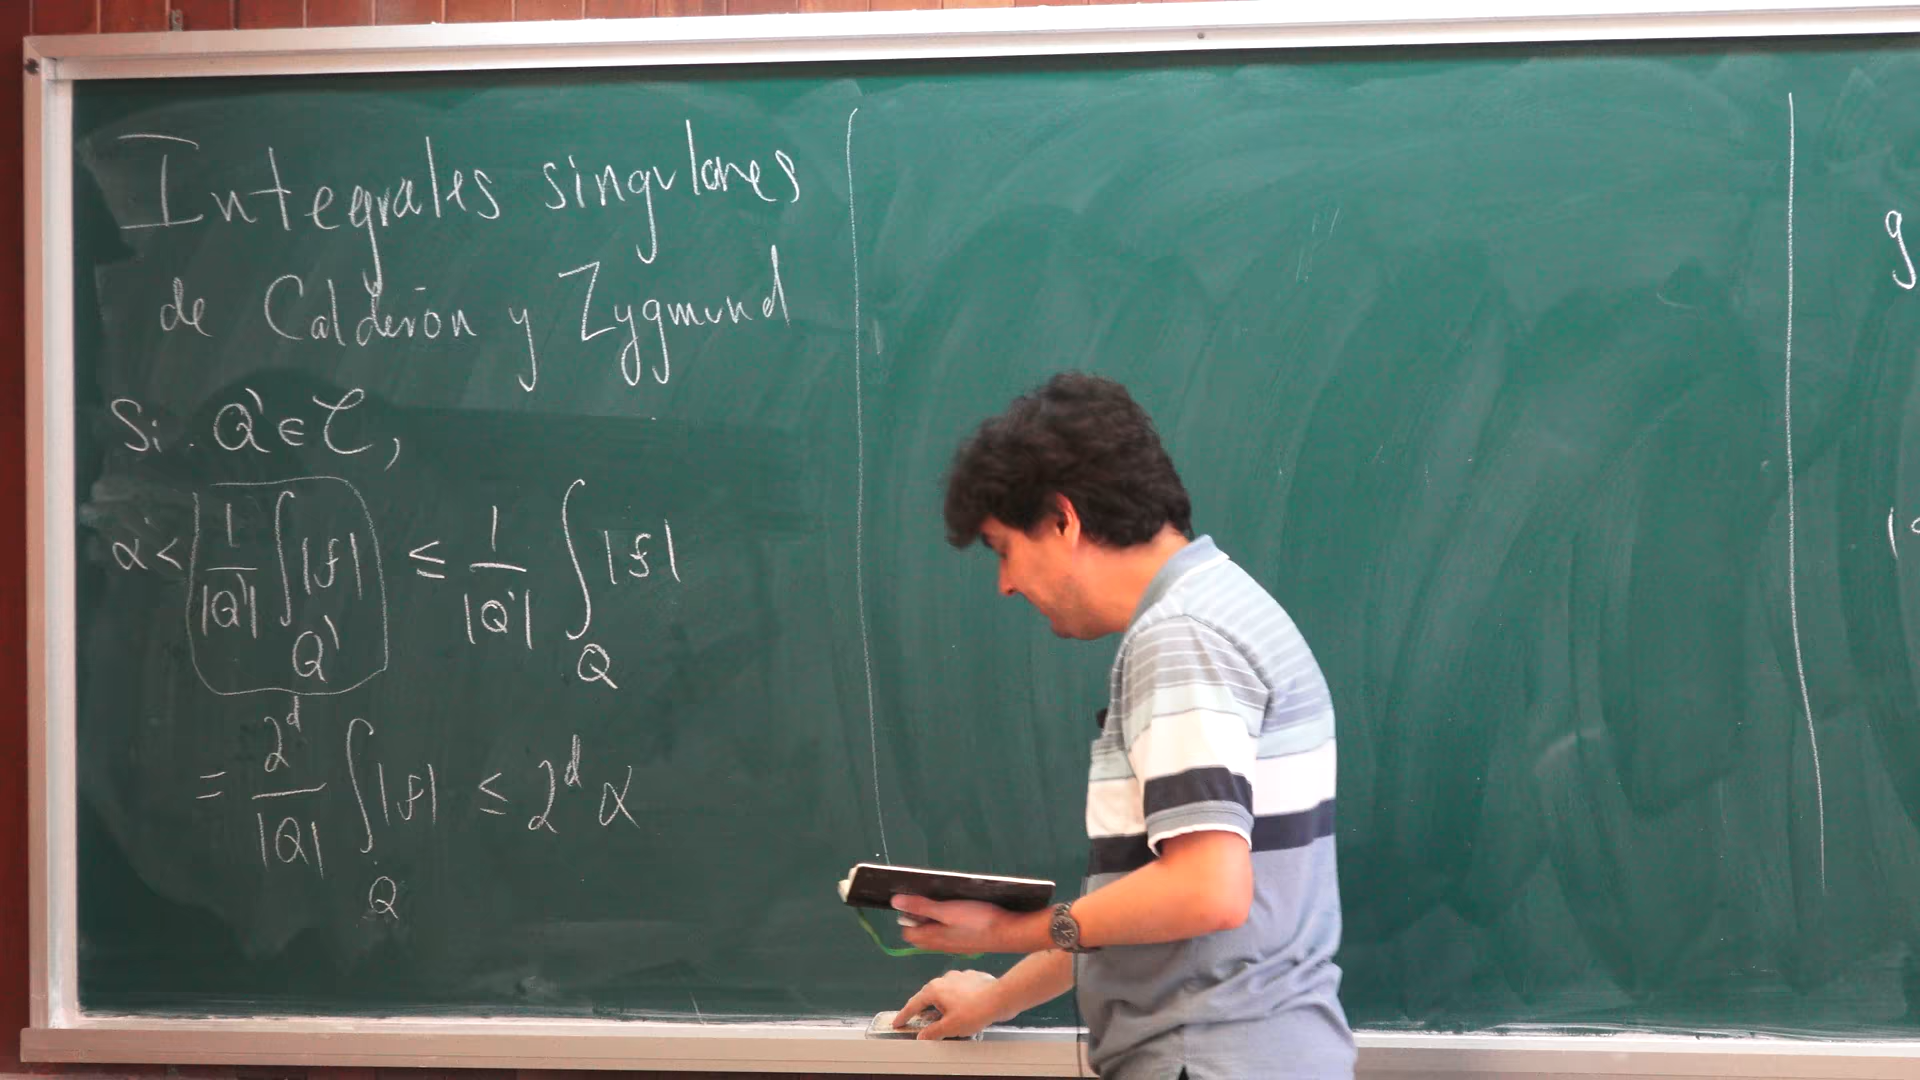 Integrales singulares
de Calderón y Zygmund
Si Q' ∈ C,
α < 1/|Q'| ∫_{Q'} |f| ≤ 1/|Q'| ∫_Q |f|
= 2^d/|Q| ∫_Q |f| ≤ 2^d α
g